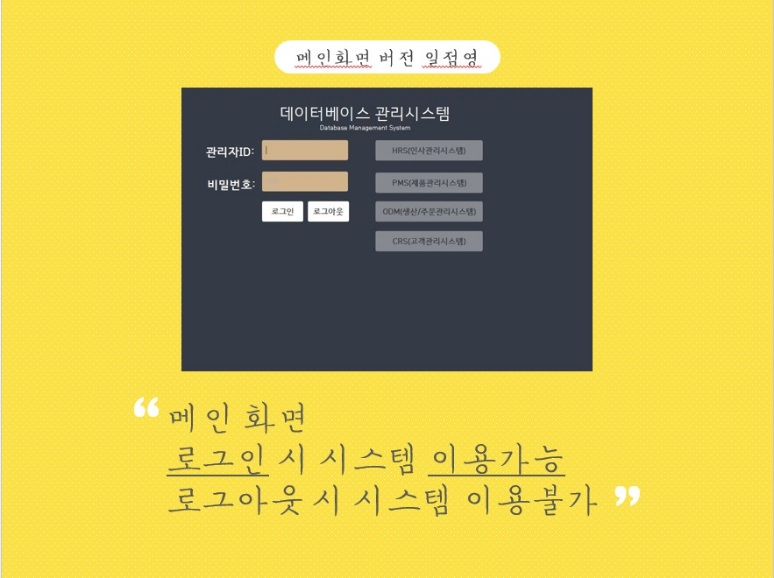 메인화면 버전 일점영
데이터베이스 관리시스템
Database Management System
관리자ID:
HRS(인사관리시스템)
비밀번호:
PMS(제품관리시스템)
로그인 로그아웃
ODM(생산/주문관리시스템)
CRS(고객관리시스템)
“메인 화면
로그인 시 시스템 이용가능
로그아웃 시 시스템 이용불가”